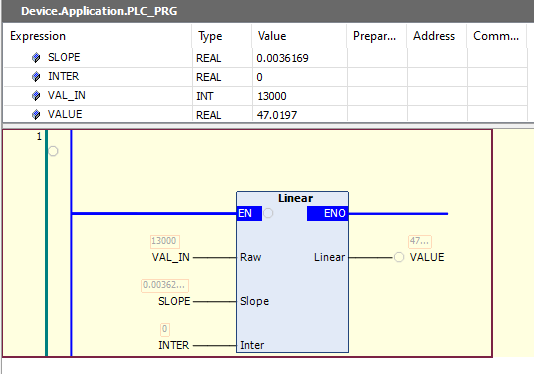 Device.Application.PLC_PRG
Expression Type Value Prepar... Address Comm...
SLOPE REAL 0.0036169
INTER REAL 0
VAL_IN INT 13000
VALUE REAL 47.0197
1
Linear
EN ENO
13000 47...
VAL_IN Raw Linear VALUE
0.00362...
SLOPE Slope
0
INTER Inter